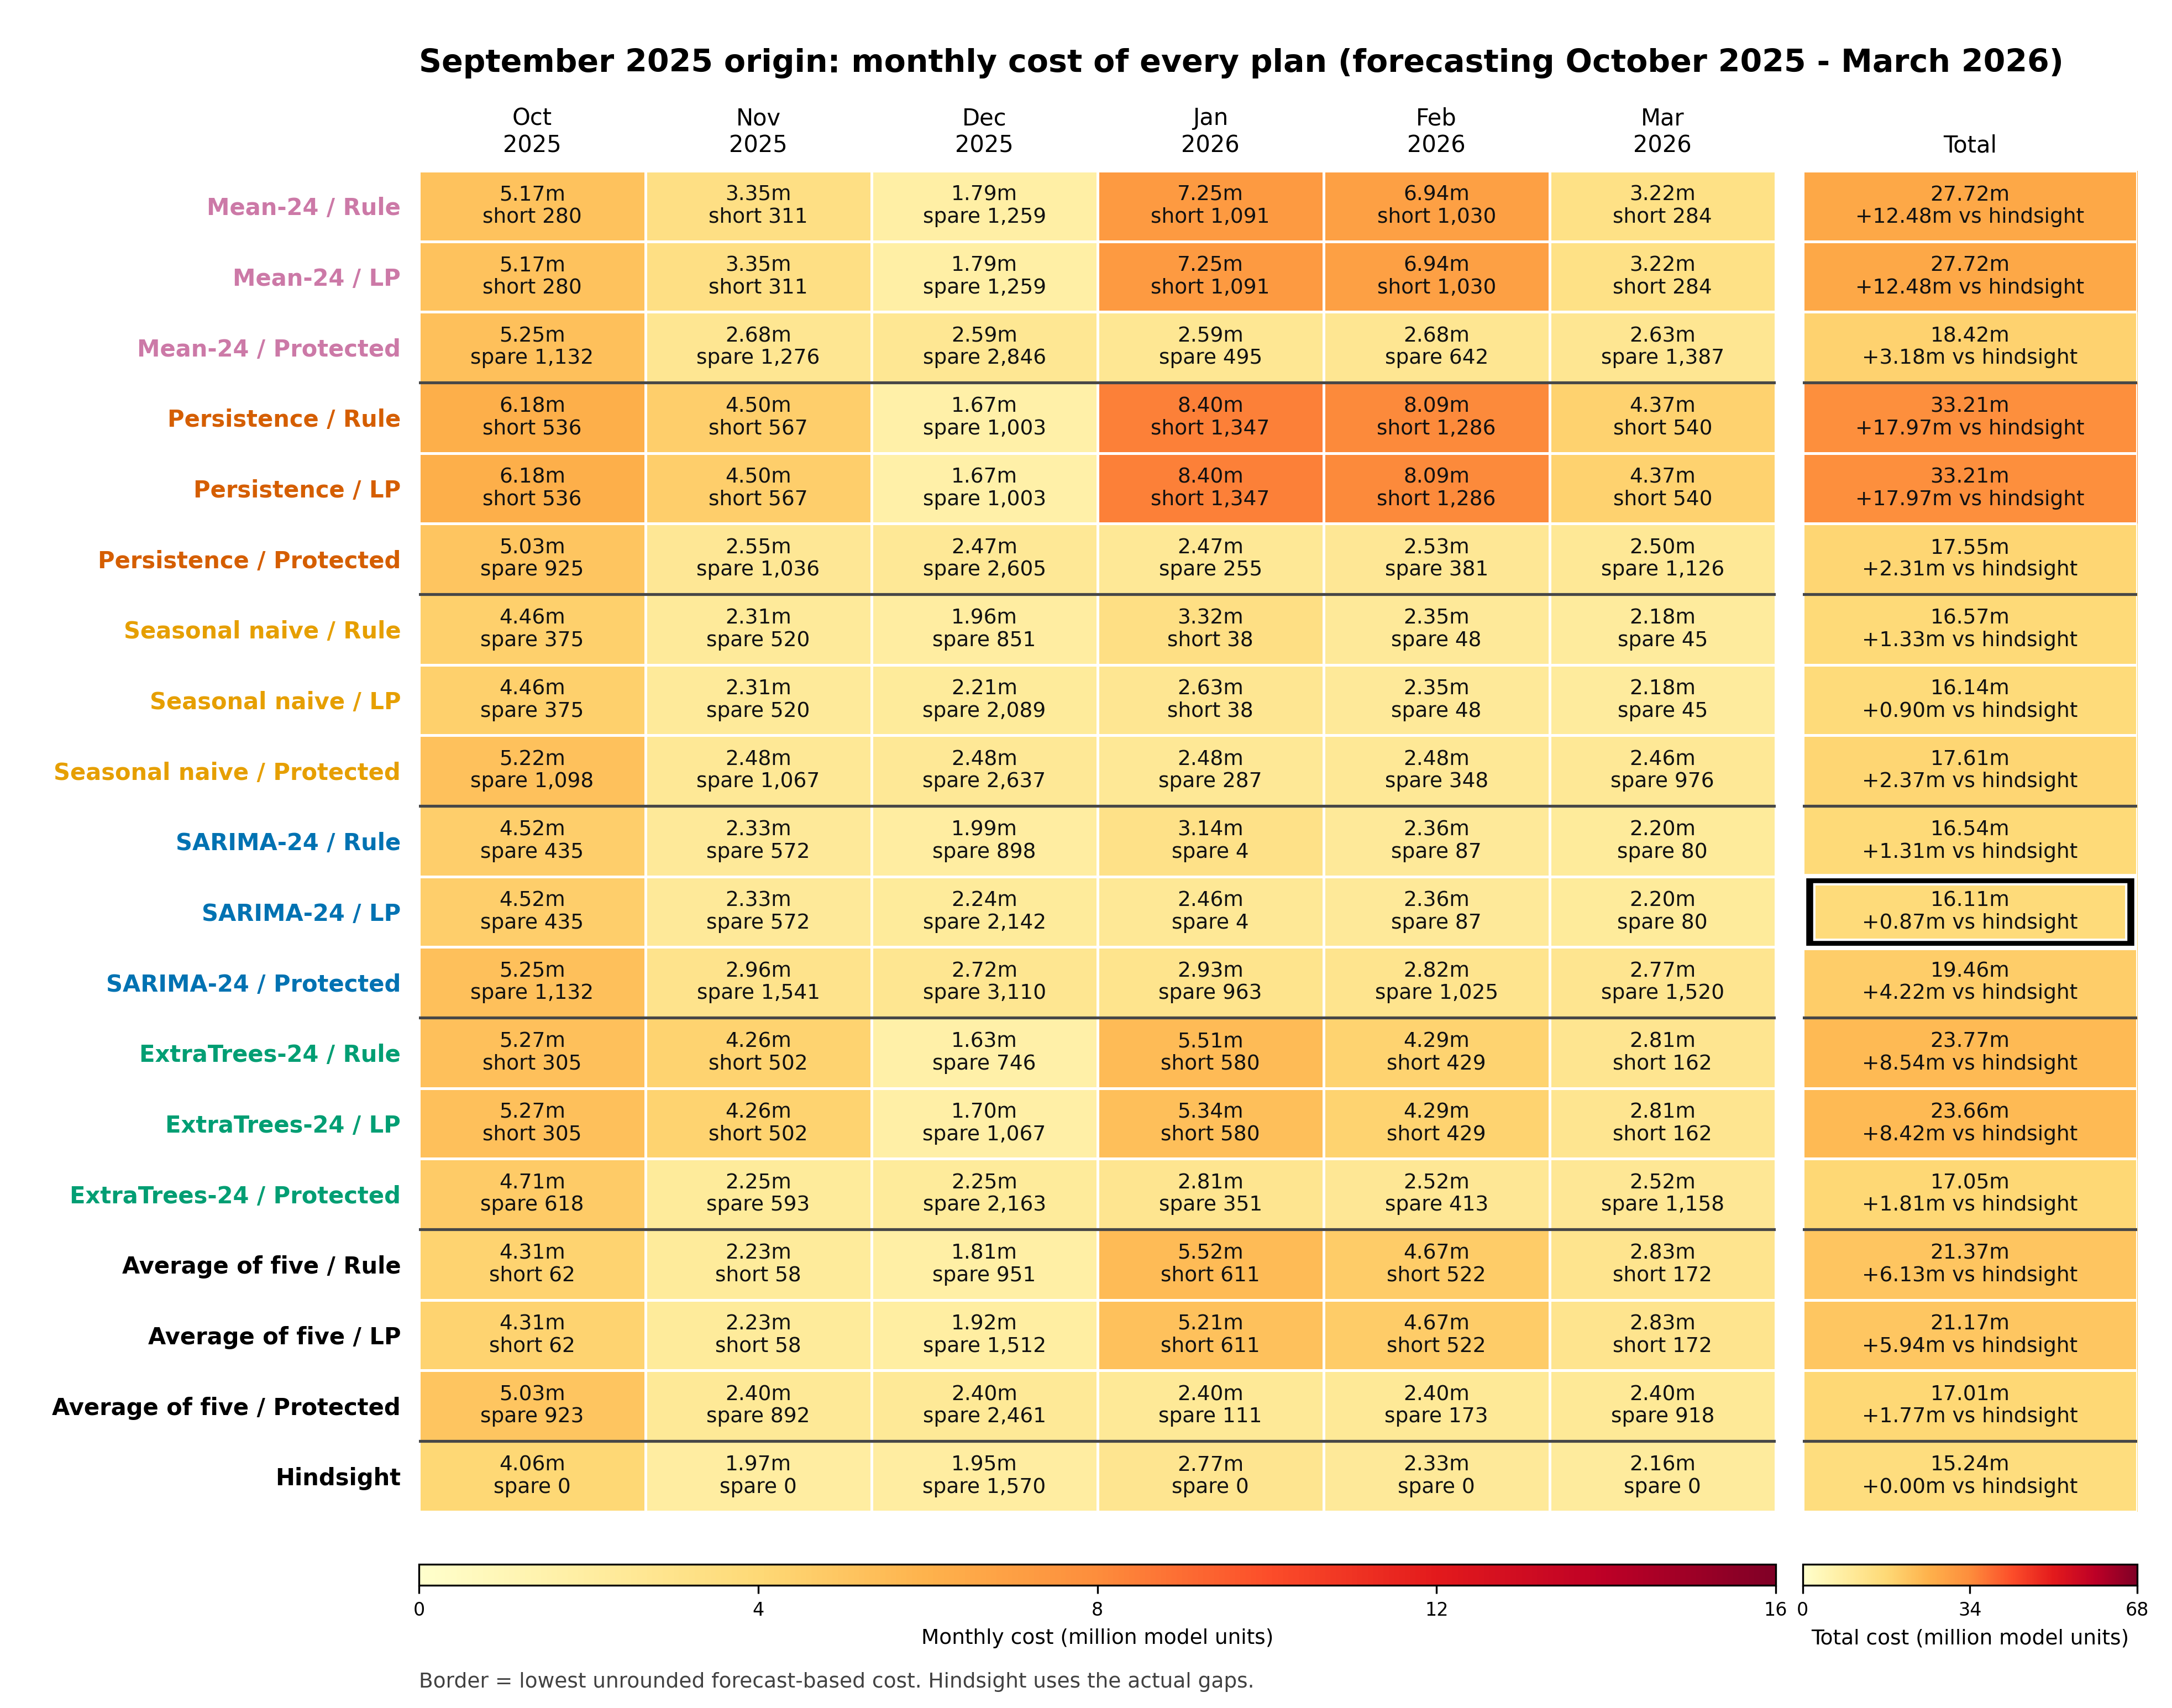 September 2025 origin: monthly cost of every plan (forecasting October 2025 - March 2026)
Oct Nov Dec Jan Feb Mar
2025 2025 2025 2026 2026 2026 Total
5.17m 3.35m 1.79m 7.25m 6.94m 3.22m 27.72m
Mean-24 / Rule
short 280 short 311 spare 1,259 short 1,091 short 1,030 short 284 +12.48m vs hindsight
5.17m 3.35m 1.79m 7.25m 6.94m 3.22m 27.72m
Mean-24 / LP
short 280 short 311 spare 1,259 short 1,091 short 1,030 short 284 +12.48m vs hindsight
5.25m 2.68m 2.59m 2.59m 2.68m 2.63m 18.42m
Mean-24 / Protected
spare 1,132 spare 1,276 spare 2,846 spare 495 spare 642 spare 1,387 +3.18m vs hindsight
6.18m 4.50m 1.67m 8.40m 8.09m 4.37m 33.21m
Persistence / Rule
short 536 short 567 spare 1,003 short 1,347 short 1,286 short 540 +17.97m vs hindsight
6.18m 4.50m 1.67m 8.40m 8.09m 4.37m 33.21m
Persistence / LP
short 536 short 567 spare 1,003 short 1,347 short 1,286 short 540 +17.97m vs hindsight
5.03m 2.55m 2.47m 2.47m 2.53m 2.50m 17.55m
Persistence / Protected
spare 925 spare 1,036 spare 2,605 spare 255 spare 381 spare 1,126 +2.31m vs hindsight
4.46m 2.31m 1.96m 3.32m 2.35m 2.18m 16.57m
Seasonal naive / Rule
spare 375 spare 520 spare 851 short 38 spare 48 spare 45 +1.33m vs hindsight
4.46m 2.31m 2.21m 2.63m 2.35m 2.18m 16.14m
Seasonal naive / LP
spare 375 spare 520 spare 2,089 short 38 spare 48 spare 45 +0.90m vs hindsight
5.22m 2.48m 2.48m 2.48m 2.48m 2.46m 17.61m
Seasonal naive / Protected
spare 1,098 spare 1,067 spare 2,637 spare 287 spare 348 spare 976 +2.37m vs hindsight
4.52m 2.33m 1.99m 3.14m 2.36m 2.20m 16.54m
SARIMA-24 / Rule
spare 435 spare 572 spare 898 spare 4 spare 87 spare 80 +1.31m vs hindsight
4.52m 2.33m 2.24m 2.46m 2.36m 2.20m 16.11m
SARIMA-24 / LP
spare 435 spare 572 spare 2,142 spare 4 spare 87 spare 80 +0.87m vs hindsight
5.25m 2.96m 2.72m 2.93m 2.82m 2.77m 19.46m
SARIMA-24 / Protected
spare 1,132 spare 1,541 spare 3,110 spare 963 spare 1,025 spare 1,520 +4.22m vs hindsight
5.27m 4.26m 1.63m 5.51m 4.29m 2.81m 23.77m
ExtraTrees-24 / Rule
short 305 short 502 spare 746 short 580 short 429 short 162 +8.54m vs hindsight
5.27m 4.26m 1.70m 5.34m 4.29m 2.81m 23.66m
ExtraTrees-24 / LP
short 305 short 502 spare 1,067 short 580 short 429 short 162 +8.42m vs hindsight
4.71m 2.25m 2.25m 2.81m 2.52m 2.52m 17.05m
ExtraTrees-24 / Protected
spare 618 spare 593 spare 2,163 spare 351 spare 413 spare 1,158 +1.81m vs hindsight
4.31m 2.23m 1.81m 5.52m 4.67m 2.83m 21.37m
Average of five / Rule
short 62 short 58 spare 951 short 611 short 522 short 172 +6.13m vs hindsight
4.31m 2.23m 1.92m 5.21m 4.67m 2.83m 21.17m
Average of five / LP
short 62 short 58 spare 1,512 short 611 short 522 short 172 +5.94m vs hindsight
5.03m 2.40m 2.40m 2.40m 2.40m 2.40m 17.01m
Average of five / Protected
spare 923 spare 892 spare 2,461 spare 111 spare 173 spare 918 +1.77m vs hindsight
4.06m 1.97m 1.95m 2.77m 2.33m 2.16m 15.24m
Hindsight
spare 0 spare 0 spare 1,570 spare 0 spare 0 spare 0 +0.00m vs hindsight
0 4 8 12 16 0 34 68
Monthly cost (million model units) Total cost (million model units)
Border = lowest unrounded forecast-based cost. Hindsight uses the actual gaps.